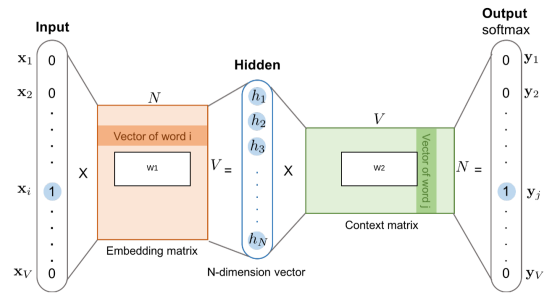 Input
x1 0
x2 0
xi 1
xV 0
X
N
Vector of word i
W1
V =
Embedding matrix
Hidden
h1
h2
h3
hN
N-dimension vector
X
V
W2
Vector of word j
N =
Context matrix
Output
softmax
0 y1
0 y2
1 yj
0 yV